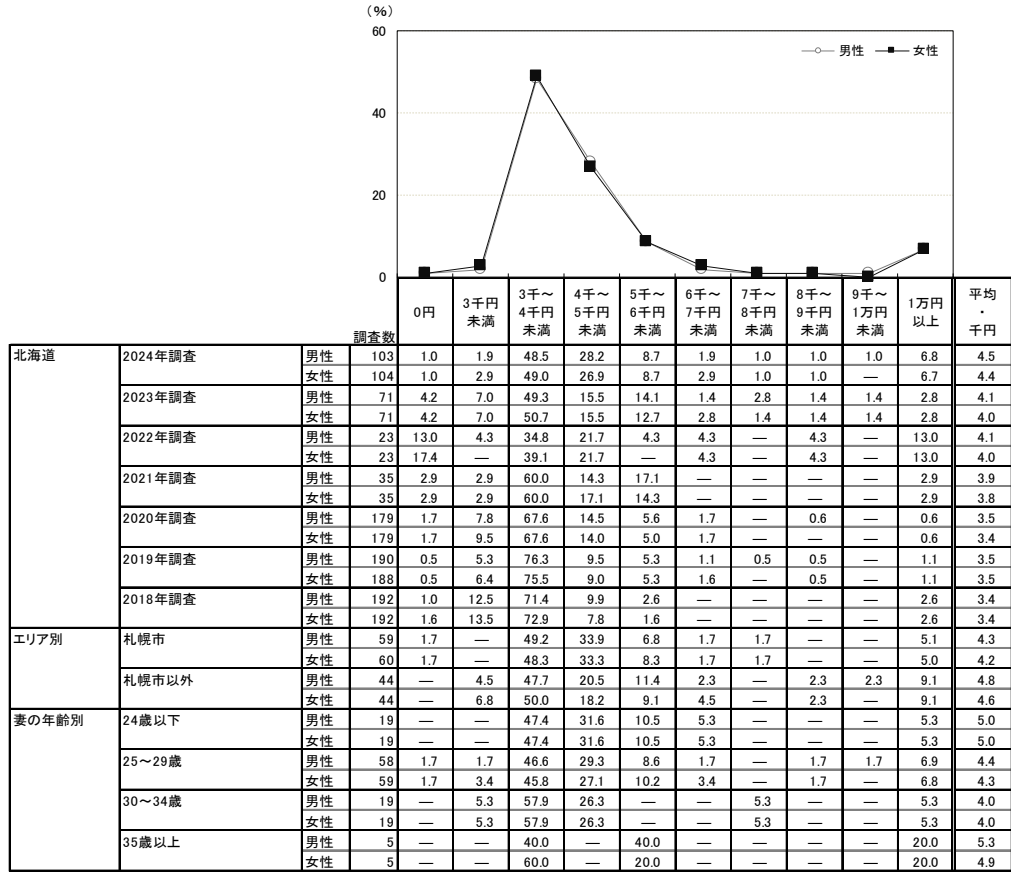 (%)
60
40
20
0
男性 女性
調査数 0円 3千円未満 3千～4千円未満 4千～5千円未満 5千～6千円未満 6千～7千円未満 7千～8千円未満 8千～9千円未満 9千～1万円未満 1万円以上 平均・千円
北海道 2024年調査 男性 103 1.0 1.9 48.5 28.2 8.7 1.9 1.0 1.0 1.0 6.8 4.5
女性 104 1.0 2.9 49.0 26.9 8.7 2.9 1.0 1.0 — 6.7 4.4
2023年調査 男性 71 4.2 7.0 49.3 15.5 14.1 1.4 2.8 1.4 1.4 2.8 4.1
女性 71 4.2 7.0 50.7 15.5 12.7 2.8 1.4 1.4 1.4 2.8 4.0
2022年調査 男性 23 13.0 4.3 34.8 21.7 4.3 4.3 — 4.3 — 13.0 4.1
女性 23 17.4 — 39.1 21.7 — 4.3 — 4.3 — 13.0 4.0
2021年調査 男性 35 2.9 2.9 60.0 14.3 17.1 — — — — 2.9 3.9
女性 35 2.9 2.9 60.0 17.1 14.3 — — — — 2.9 3.8
2020年調査 男性 179 1.7 7.8 67.6 14.5 5.6 1.7 — 0.6 — 0.6 3.5
女性 179 1.7 9.5 67.6 14.0 5.0 1.7 — — — 0.6 3.4
2019年調査 男性 190 0.5 5.3 76.3 9.5 5.3 1.1 0.5 0.5 — 1.1 3.5
女性 188 0.5 6.4 75.5 9.0 5.3 1.6 — 0.5 — 1.1 3.5
2018年調査 男性 192 1.0 12.5 71.4 9.9 2.6 — — — — 2.6 3.4
女性 192 1.6 13.5 72.9 7.8 1.6 — — — — 2.6 3.4
エリア別 札幌市 男性 59 1.7 — 49.2 33.9 6.8 1.7 1.7 — — 5.1 4.3
女性 60 1.7 — 48.3 33.3 8.3 1.7 1.7 — — 5.0 4.2
札幌市以外 男性 44 — 4.5 47.7 20.5 11.4 2.3 — 2.3 2.3 9.1 4.8
女性 44 — 6.8 50.0 18.2 9.1 4.5 — 2.3 — 9.1 4.6
妻の年齢別 24歳以下 男性 19 — — 47.4 31.6 10.5 5.3 — — — 5.3 5.0
女性 19 — — 47.4 31.6 10.5 5.3 — — — 5.3 5.0
25～29歳 男性 58 1.7 1.7 46.6 29.3 8.6 1.7 — 1.7 1.7 6.9 4.4
女性 59 1.7 3.4 45.8 27.1 10.2 3.4 — 1.7 — 6.8 4.3
30～34歳 男性 19 — 5.3 57.9 26.3 — — 5.3 — — 5.3 4.0
女性 19 — 5.3 57.9 26.3 — — 5.3 — — 5.3 4.0
35歳以上 男性 5 — — 40.0 — 40.0 — — — — 20.0 5.3
女性 5 — — 60.0 — 20.0 — — — — 20.0 4.9